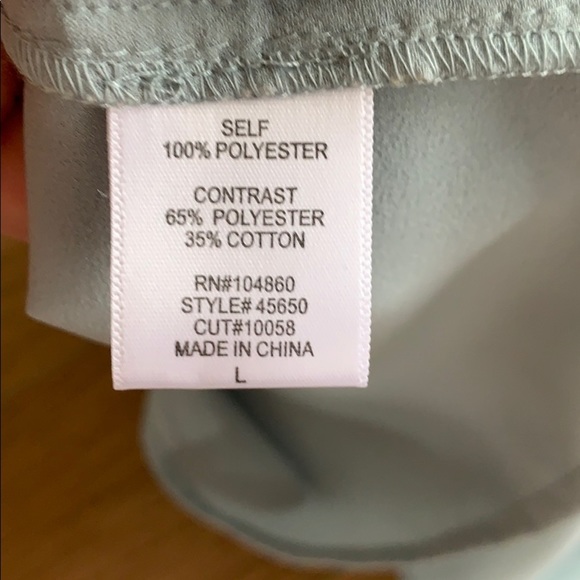 SELF
100% POLYESTER
CONTRAST
65% POLYESTER
35% COTTON
RN#104860
STYLE# 45650
CUT#10058
MADE IN CHINA
L